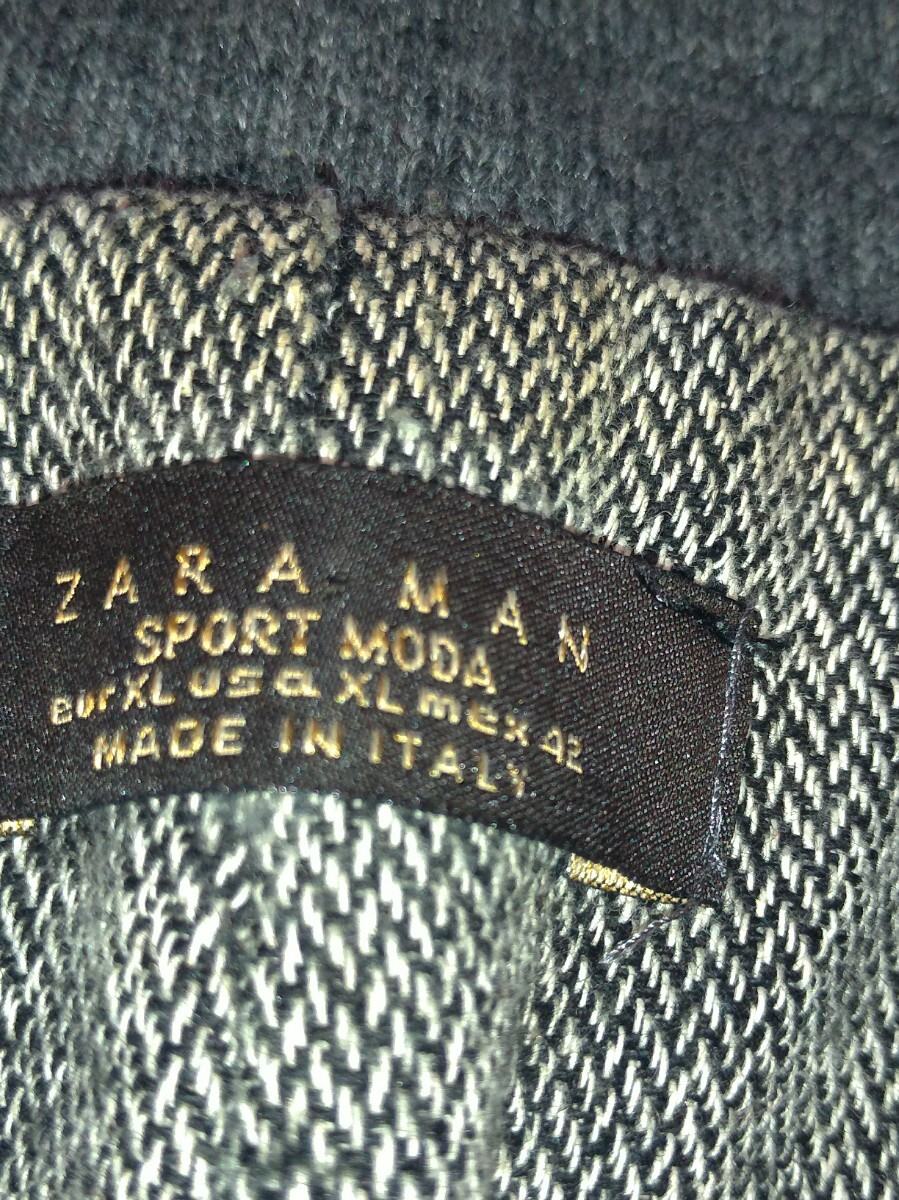 ZARA MAN
SPORT MODA
eur XL usa XL mex 42
MADE IN ITALY